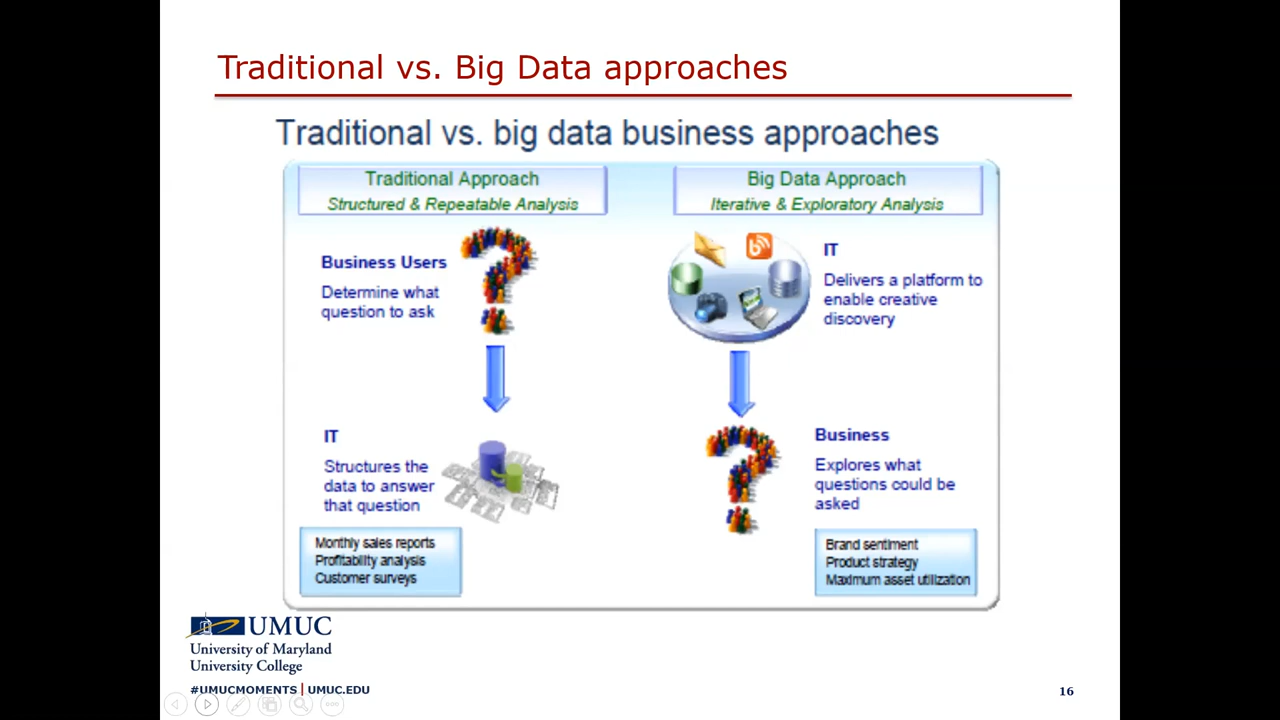 Traditional vs. Big Data approaches
Traditional vs. big data business approaches
Traditional Approach
Structured & Repeatable Analysis
Business Users
Determine what
question to ask
IT
Structures the
data to answer
that question
Monthly sales reports
Profitability analysis
Customer surveys
Big Data Approach
Iterative & Exploratory Analysis
IT
Delivers a platform to
enable creative
discovery
Business
Explores what
questions could be
asked
Brand sentiment
Product strategy
Maximum asset utilization
UMUC
University of Maryland
University College
#UMUCMOMENTS | UMUC.EDU
16